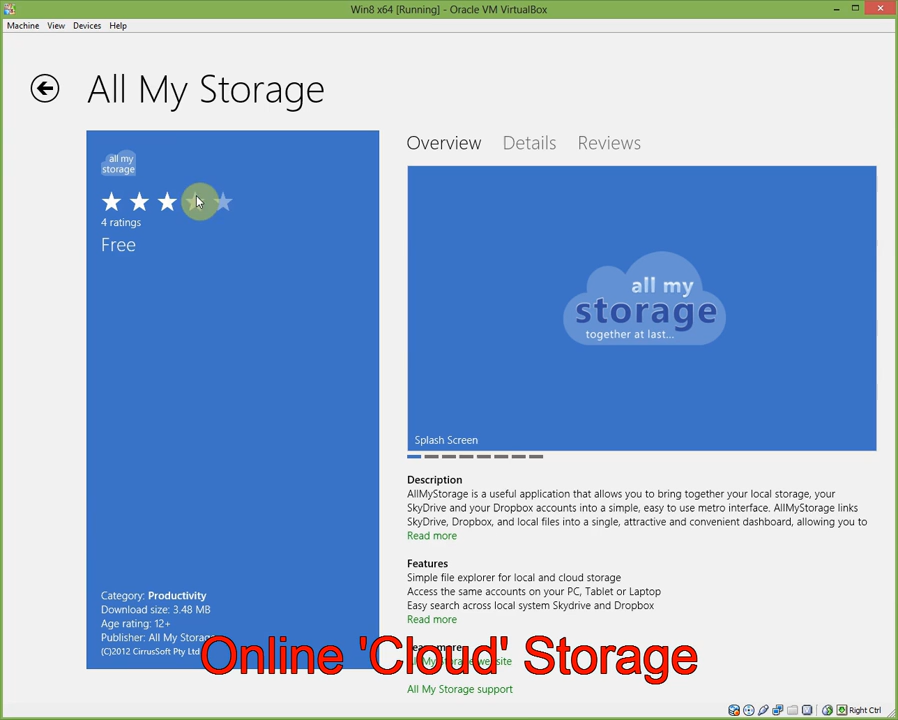 Win8 x64 [Running] - Oracle VM VirtualBox
Machine View Devices Help
All My Storage
all my
storage
4 ratings
Free
Category: Productivity
Download size: 3.48 MB
Age rating: 12+
Publisher: All My Storage
(C)2012 CirrusSoft Pty Ltd
Overview Details Reviews
all my
storage
together at last...
Splash Screen
Description
AllMyStorage is a useful application that allows you to bring together your local storage, your
SkyDrive and your Dropbox accounts into a simple, easy to use metro interface. AllMyStorage links
SkyDrive, Dropbox, and local files into a single, attractive and convenient dashboard, allowing you to
Read more
Features
Simple file explorer for local and cloud storage
Access the same accounts on your PC, Tablet or Laptop
Easy search across local system Skydrive and Dropbox
Read more
All My Storage website
All My Storage support
Online 'Cloud' Storage
Right Ctrl